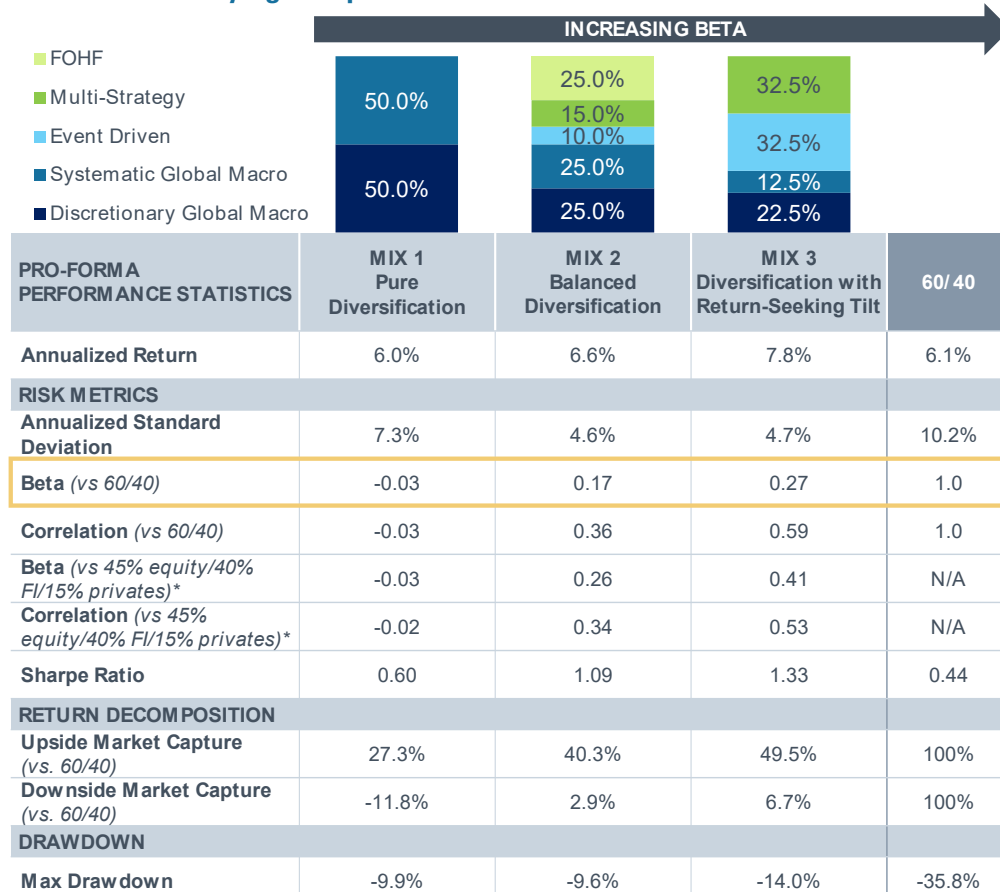 INCREASING BETA
FOHF
Multi-Strategy
Event Driven
Systematic Global Macro
Discretionary Global Macro
50.0%
50.0%
25.0%
15.0%
10.0%
25.0%
25.0%
32.5%
32.5%
12.5%
22.5%
PRO-FORMA
PERFORMANCE STATISTICS
MIX 1
Pure
Diversification
MIX 2
Balanced
Diversification
MIX 3
Diversification with
Return-Seeking Tilt
60/40
Annualized Return 6.0% 6.6% 7.8% 6.1%
RISK METRICS
Annualized Standard
Deviation 7.3% 4.6% 4.7% 10.2%
Beta (vs 60/40) -0.03 0.17 0.27 1.0
Correlation (vs 60/40) -0.03 0.36 0.59 1.0
Beta (vs 45% equity/40%
FI/15% privates)* -0.03 0.26 0.41 N/A
Correlation (vs 45%
equity/40% FI/15% privates)* -0.02 0.34 0.53 N/A
Sharpe Ratio 0.60 1.09 1.33 0.44
RETURN DECOMPOSITION
Upside Market Capture
(vs. 60/40) 27.3% 40.3% 49.5% 100%
Downside Market Capture
(vs. 60/40) -11.8% 2.9% 6.7% 100%
DRAWDOWN
Max Drawdown -9.9% -9.6% -14.0% -35.8%